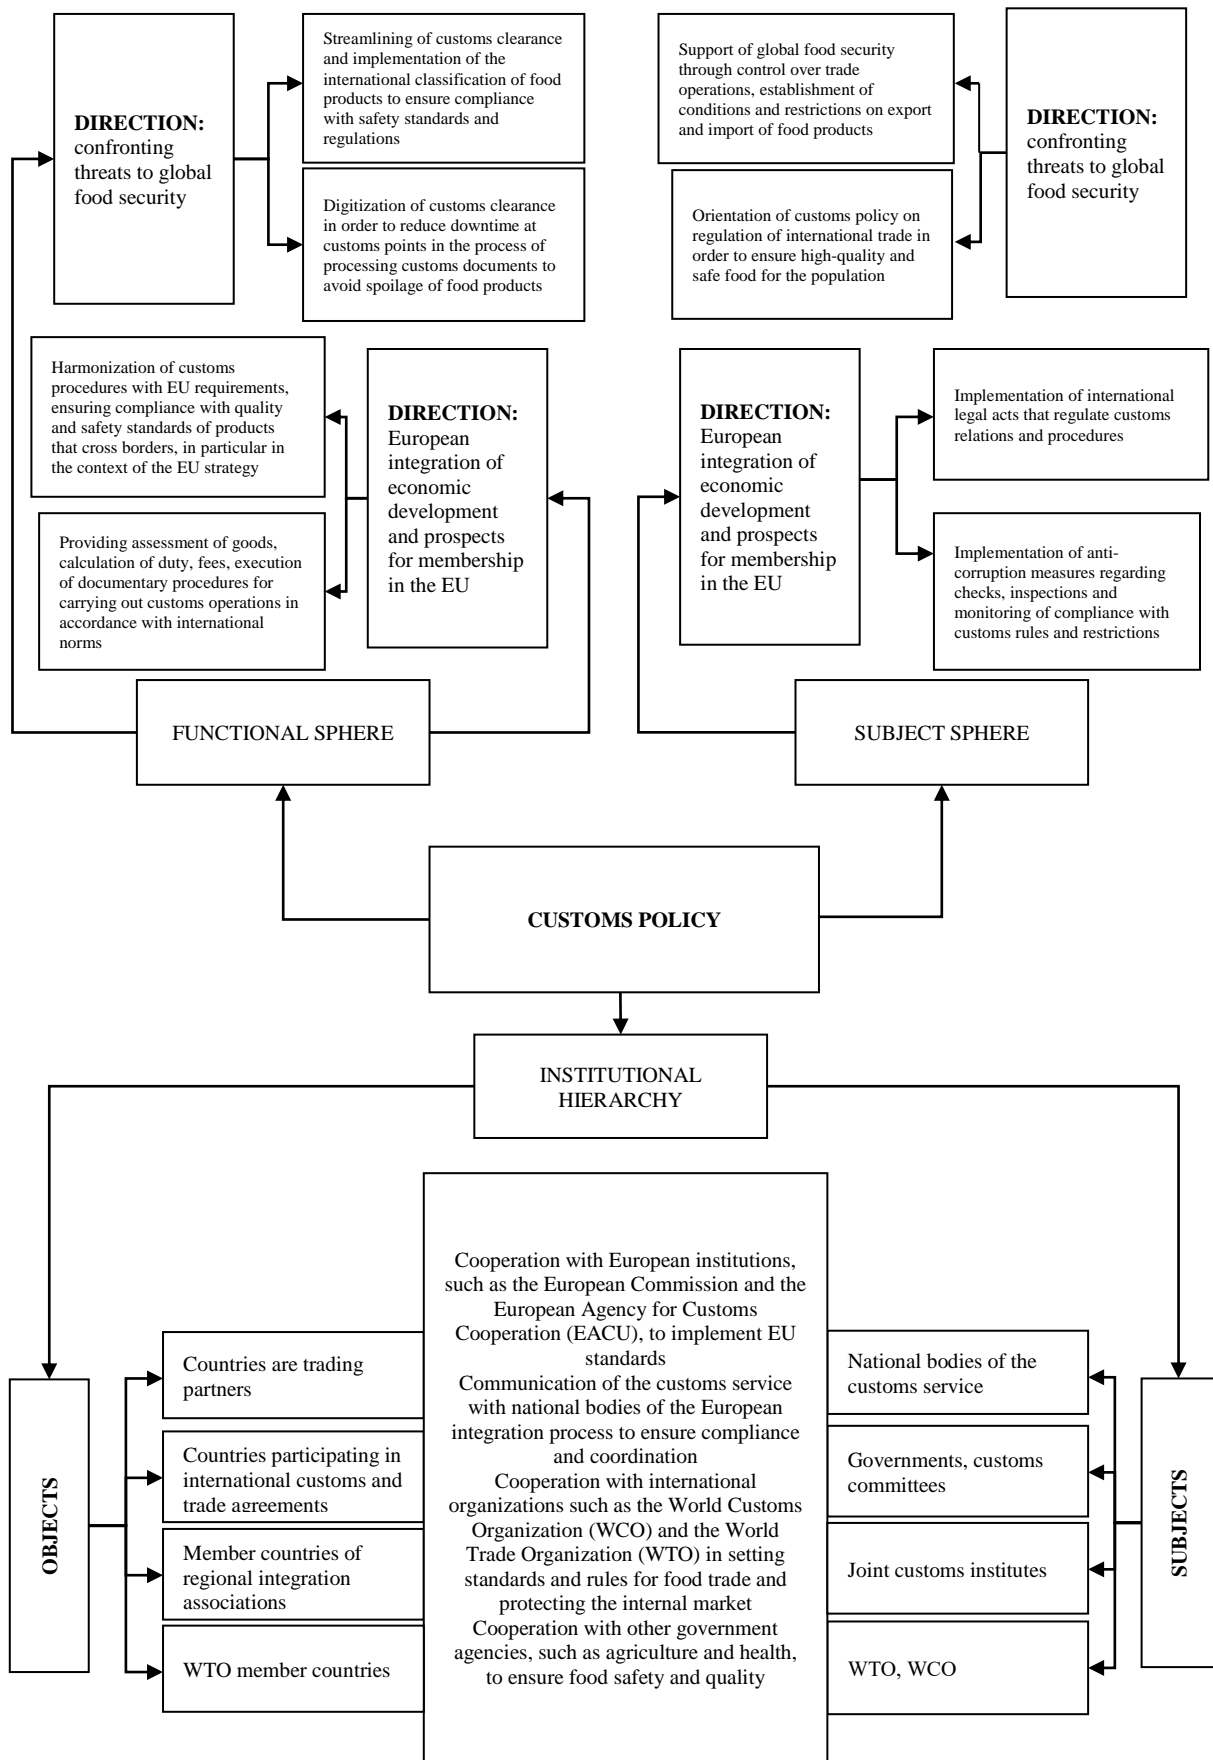 Streamlining of customs clearance
and implementation of the
international classification of food
products to ensure compliance
with safety standards and
regulations
Support of global food security
through control over trade
operations, establishment of
conditions and restrictions on export
and import of food products
DIRECTION:
confronting
threats to global
food security
DIRECTION:
confronting
threats to global
food security
Digitization of customs clearance
in order to reduce downtime at
customs points in the process of
processing customs documents to
avoid spoilage of food products
Orientation of customs policy on
regulation of international trade in
order to ensure high-quality and
safe food for the population
Harmonization of customs
procedures with EU requirements,
ensuring compliance with quality
and safety standards of products
that cross borders, in particular in
the context of the EU strategy
DIRECTION:
European
integration of
economic
development
and prospects
for membership
in the EU
DIRECTION:
European
integration of
economic
development
and prospects
for membership
in the EU
Implementation of international
legal acts that regulate customs
relations and procedures
Providing assessment of goods,
calculation of duty, fees, execution
of documentary procedures for
carrying out customs operations in
accordance with international
norms
Implementation of anti-
corruption measures regarding
checks, inspections and
monitoring of compliance with
customs rules and restrictions
FUNCTIONAL SPHERE
SUBJECT SPHERE
CUSTOMS POLICY
INSTITUTIONAL
HIERARCHY
OBJECTS
Countries are trading
partners
Countries participating in
international customs and
trade agreements
Member countries of
regional integration
associations
WTO member countries
Cooperation with European institutions,
such as the European Commission and the
European Agency for Customs
Cooperation (EACU), to implement EU
standards
Communication of the customs service
with national bodies of the European
integration process to ensure compliance
and coordination
Cooperation with international
organizations such as the World Customs
Organization (WCO) and the World
Trade Organization (WTO) in setting
standards and rules for food trade and
protecting the internal market
Cooperation with other government
agencies, such as agriculture and health,
to ensure food safety and quality
National bodies of the
customs service
Governments, customs
committees
Joint customs institutes
WTO, WCO
SUBJECTS